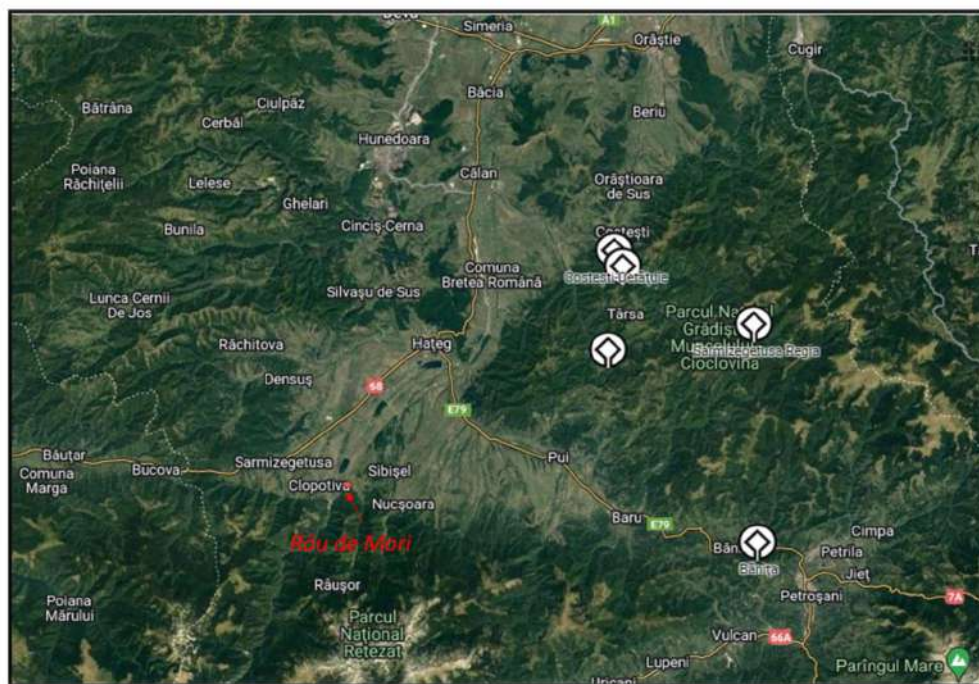 Deva
Simeria
A1
Orăștie
Cugir
Bătrâna
Ciulpăz
Băcia
Cerbăl
Beriu
Hunedoara
Poiana
Răchițelii
Lelese
Călan
Orăștioara
de Sus
Ghelari
Bunila
Cinciș-Cerna
Costești
Costești-Cetățuie
Comuna
Bretea Română
Lunca Cernii
De Jos
Silvașu de Sus
Târsa
Parcul Național
Grădiștea
Muncelului
Cioclovina
Sarmizegetusa Regia
Răchitova
Hațeg
Densuș
68
E79
Băuțar
Comuna
Marga
Bucova
Sarmizegetusa
Sibișel
Pui
Clopotiva
Nucșoara
Baru
E79
Cimpa
Râu de Mori
Băni
Petrila
Bănița
Jieț
Râușor
Poiana
Mărului
Parcul
Național
Retezat
Petroșani
7A
Vulcan
66A
Lupeni
Parîngul Mare
Uricani